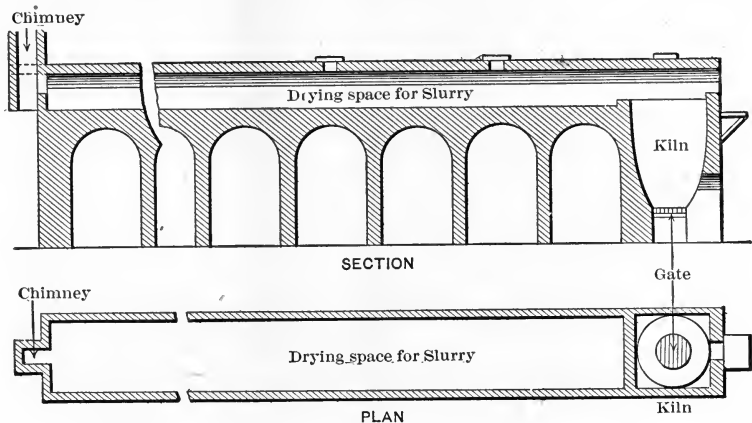 Chimney
Drying space for Slurry
Kiln
SECTION
Gate
Chimney
Drying space for Slurry
Kiln
PLAN